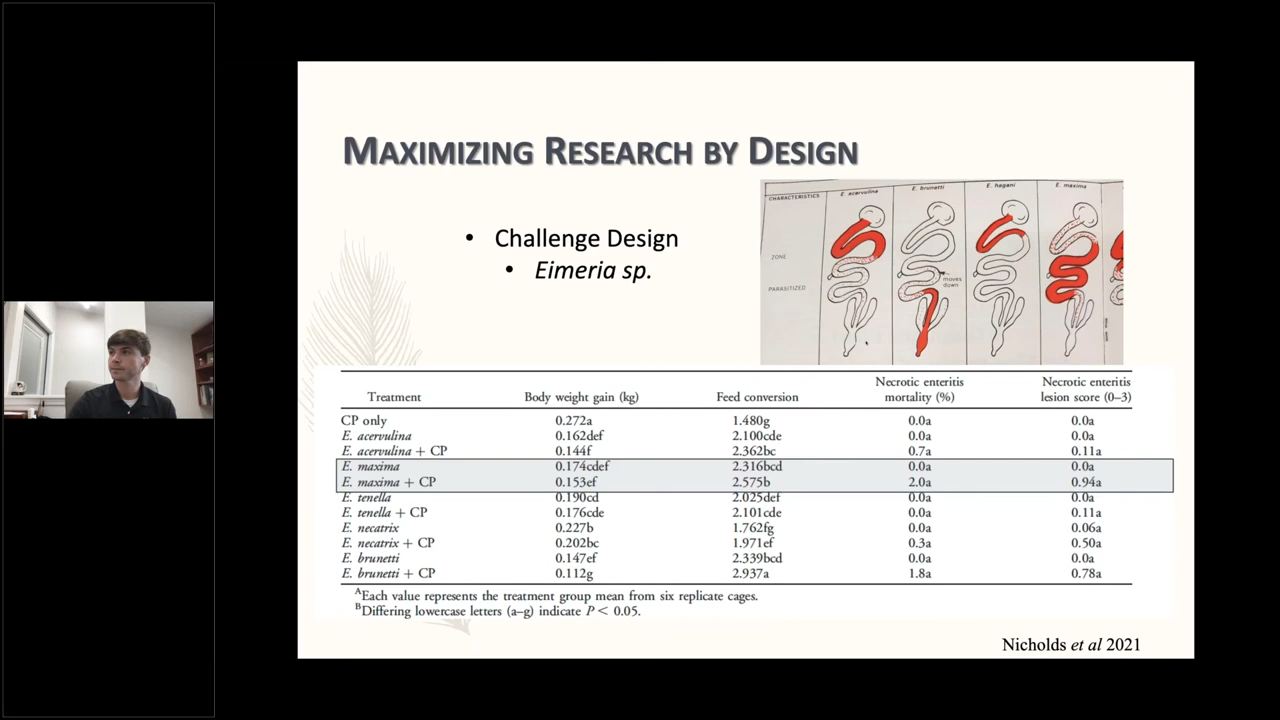 MAXIMIZING RESEARCH BY DESIGN
• Challenge Design
• Eimeria sp.
CHARACTERISTICS E. acervulina E. brunetti E. hagani E. maxima
ZONE
PARASITIZED
moves
down
Treatment Body weight gain (kg) Feed conversion Necrotic enteritis mortality (%) Necrotic enteritis lesion score (0–3)
CP only 0.272a 1.480g 0.0a 0.0a
E. acervulina 0.162def 2.100cde 0.0a 0.0a
E. acervulina + CP 0.144f 2.362bc 0.7a 0.11a
E. maxima 0.174cdef 2.316bcd 0.0a 0.0a
E. maxima + CP 0.153ef 2.575b 2.0a 0.94a
E. tenella 0.190cd 2.025def 0.0a 0.0a
E. tenella + CP 0.176cde 2.101cde 0.0a 0.11a
E. necatrix 0.227b 1.762fg 0.0a 0.06a
E. necatrix + CP 0.202bc 1.971ef 0.3a 0.50a
E. brunetti 0.147ef 2.339bcd 0.0a 0.0a
E. brunetti + CP 0.112g 2.937a 1.8a 0.78a
AEach value represents the treatment group mean from six replicate cages.
BDiffering lowercase letters (a–g) indicate P < 0.05.
Nicholds et al 2021